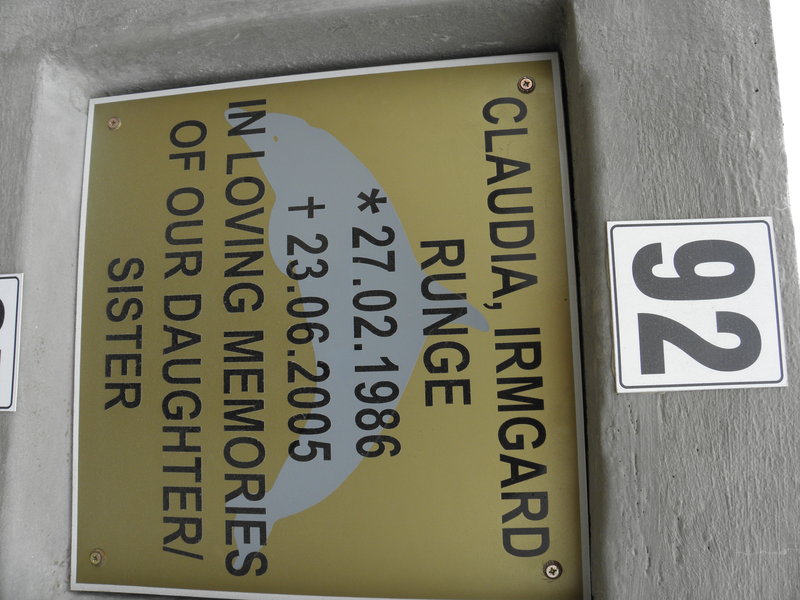 92
CLAUDIA, IRMGARD
RUNGE
* 27.02.1986
† 23.06.2005
IN LOVING MEMORIES
OF OUR DAUGHTER/
SISTER